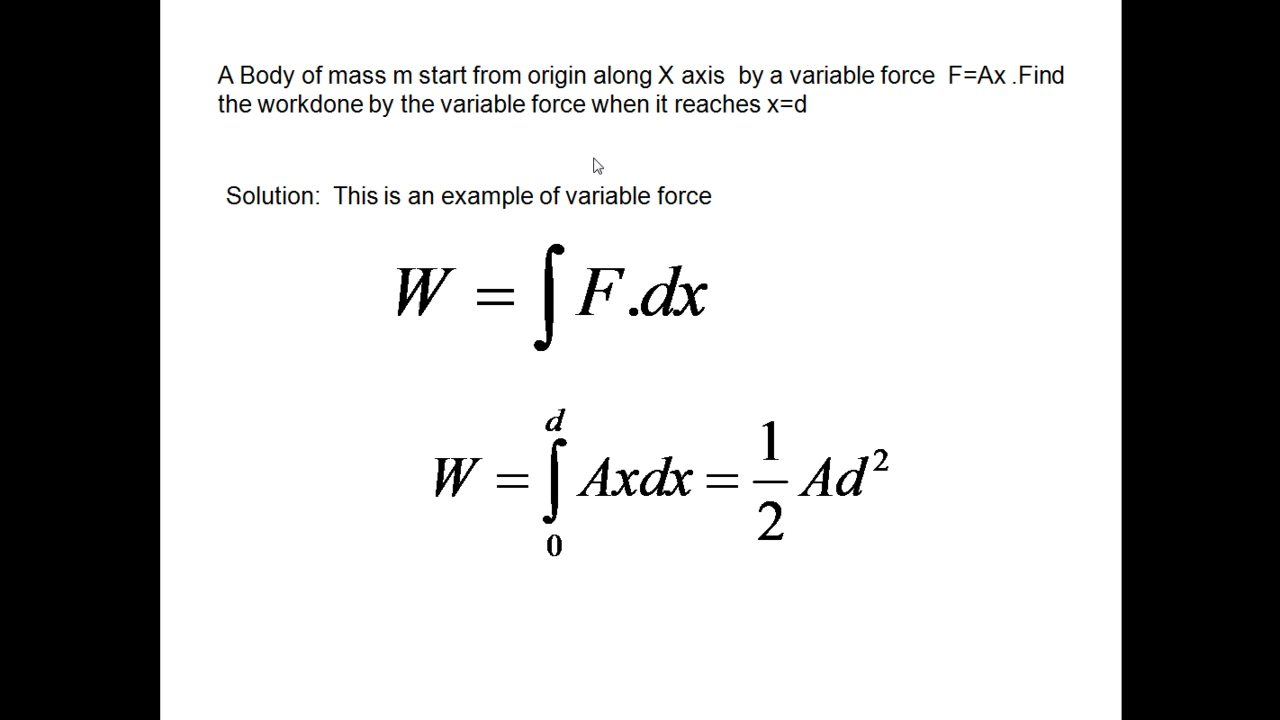 A Body of mass m start from origin along X axis by a variable force F=Ax .Find
the workdone by the variable force when it reaches x=d
Solution: This is an example of variable force
W = ∫ F.dx
W = ∫₀ᵈ Axdx = 1/2 Ad²